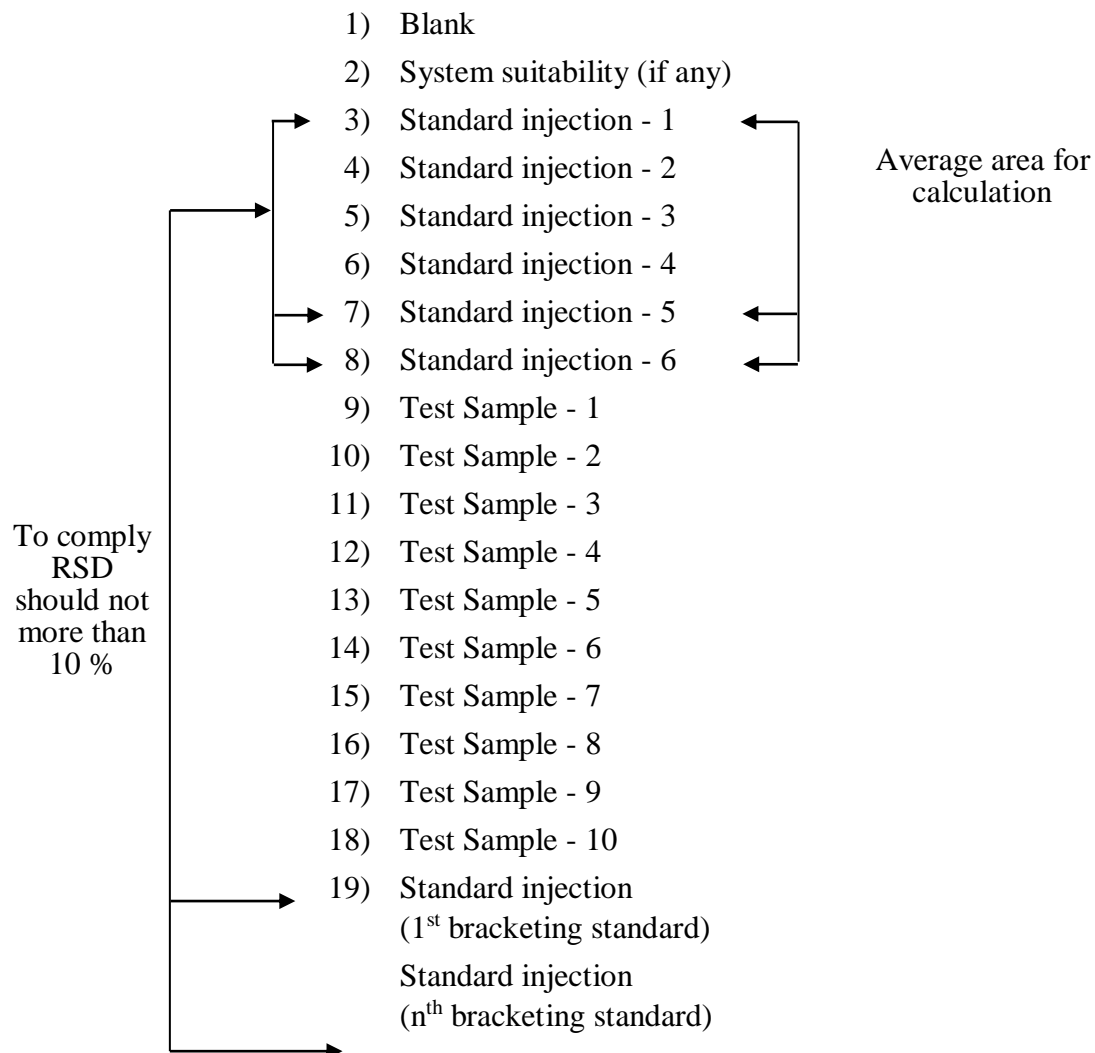 1) Blank
2) System suitability (if any)
3) Standard injection - 1
4) Standard injection - 2
5) Standard injection - 3
6) Standard injection - 4
7) Standard injection - 5
8) Standard injection - 6
9) Test Sample - 1
10) Test Sample - 2
11) Test Sample - 3
12) Test Sample - 4
13) Test Sample - 5
14) Test Sample - 6
15) Test Sample - 7
16) Test Sample - 8
17) Test Sample - 9
18) Test Sample - 10
19) Standard injection
(1st bracketing standard)
Standard injection
(nth bracketing standard)
Average area for
calculation
To comply
RSD
should not
more than
10 %